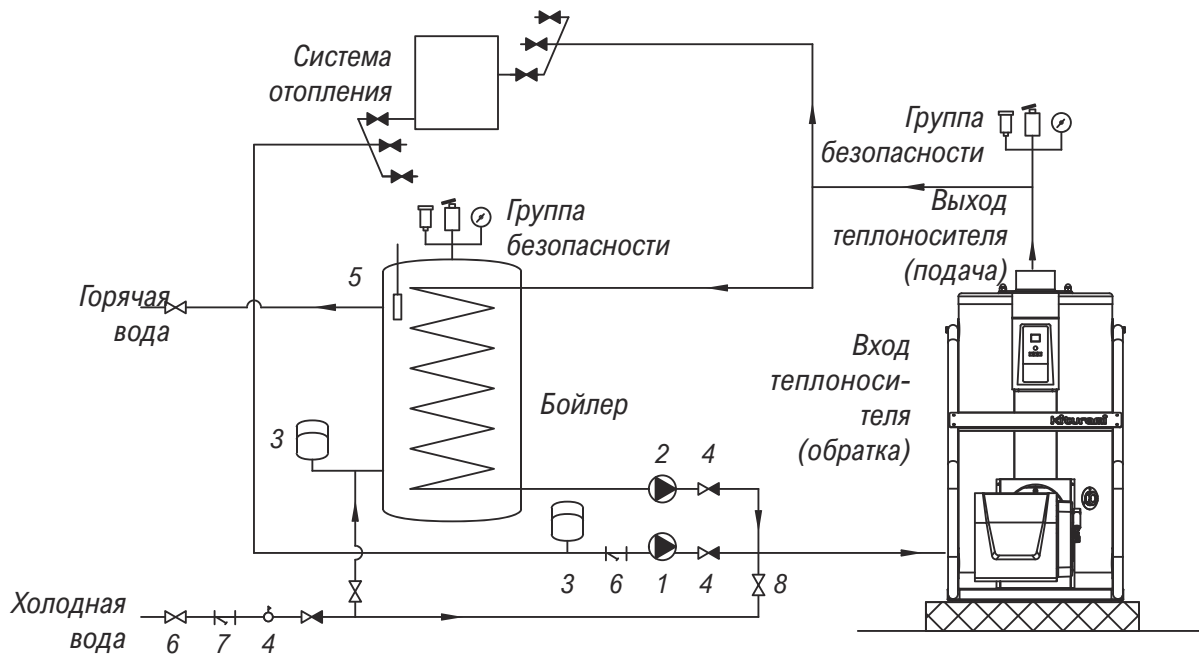 Система
отопления
Группа
безопасности
Выход
теплоносителя
(подача)
Группа
безопасности
5
Горячая
вода
Вход
теплоноси-
теля
(обратка)
Бойлер
kiturami
3
2
4
3
6
1
4
8
Холодная
вода
6
7
4